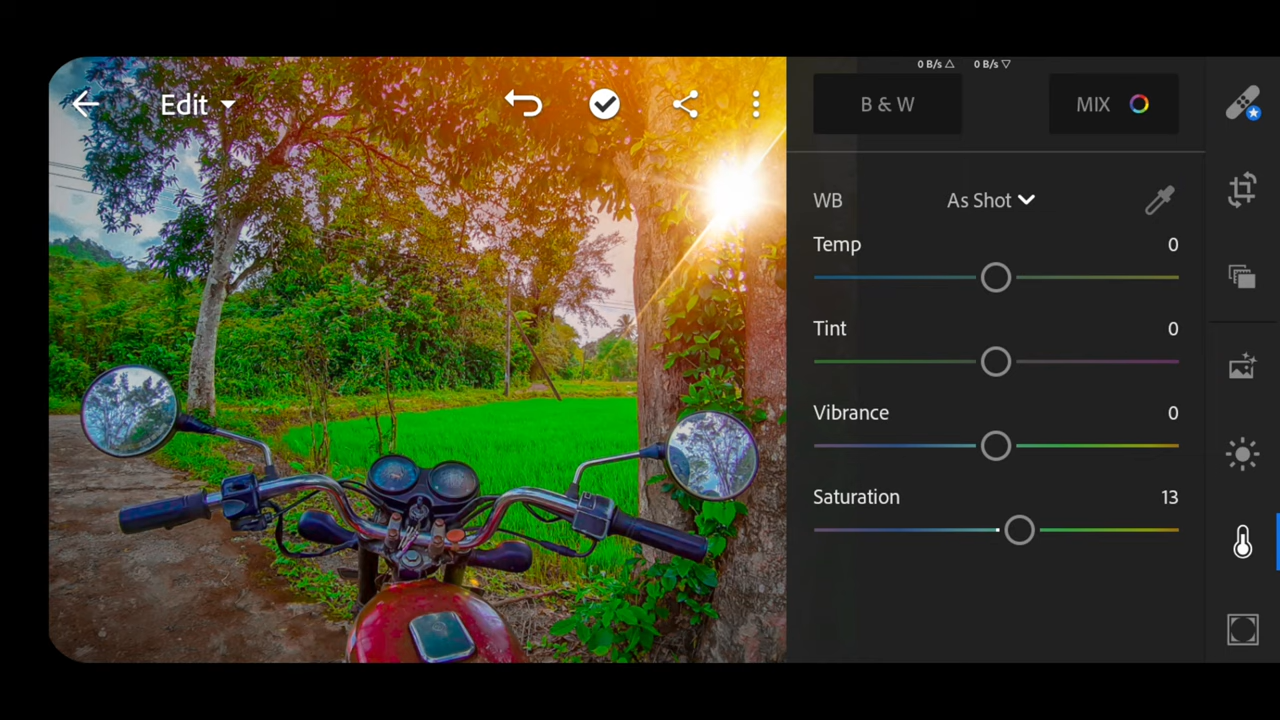 0 B/s △ 0 B/s ▽
Edit
B & W
MIX
WB
As Shot
Temp
0
Tint
0
Vibrance
0
Saturation
13